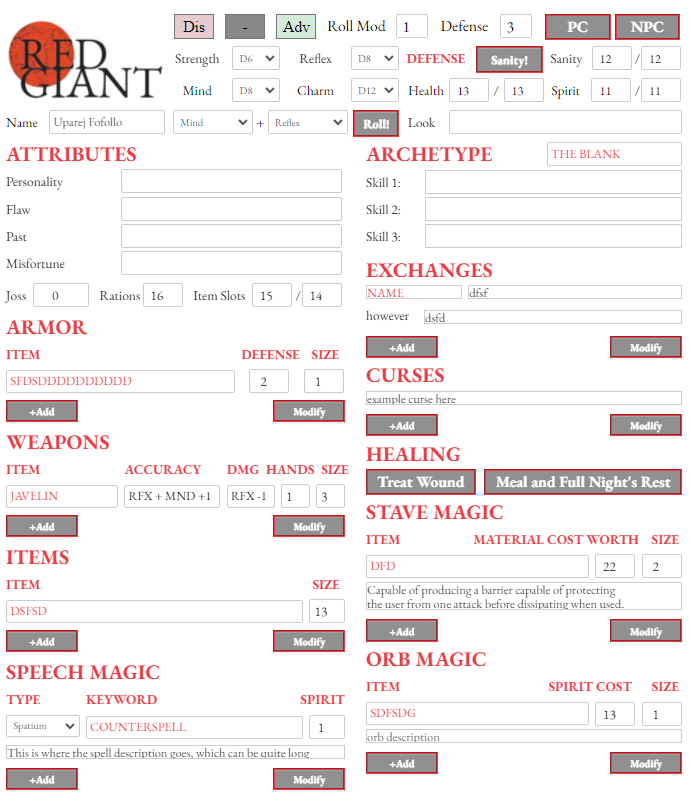 RED GIANT
Dis - Adv Roll Mod 1 Defense 3 PC NPC
Strength D6 Reflex D8 DEFENSE Sanity! Sanity 12 / 12
Mind D8 Charm D12 Health 13 / 13 Spirit 11 / 11
Name Uparej Fofollo Mind + Reflex Roll! Look
ATTRIBUTES
Personality
Flaw
Past
Misfortune
Joss 0 Rations 16 Item Slots 15 / 14
ARMOR
ITEM DEFENSE SIZE
SFDSDDDDDDDDDD 2 1
+Add Modify
WEAPONS
ITEM ACCURACY DMG HANDS SIZE
JAVELIN RFX + MND +1 RFX -1 1 3
+Add Modify
ITEMS
ITEM SIZE
DSFSD 13
+Add Modify
SPEECH MAGIC
TYPE KEYWORD SPIRIT
Spatium COUNTERSPELL 1
This is where the spell description goes, which can be quite long
+Add Modify
ARCHETYPE THE BLANK
Skill 1:
Skill 2:
Skill 3:
EXCHANGES
NAME dfsf
however dsfd
+Add Modify
CURSES
example curse here
+Add Modify
HEALING
Treat Wound Meal and Full Night's Rest
STAVE MAGIC
ITEM MATERIAL COST WORTH SIZE
DFD 22 2
Capable of producing a barrier capable of protecting
the user from one attack before dissipating when used.
+Add Modify
ORB MAGIC
ITEM SPIRIT COST SIZE
SDFSDG 13 1
orb description
+Add Modify